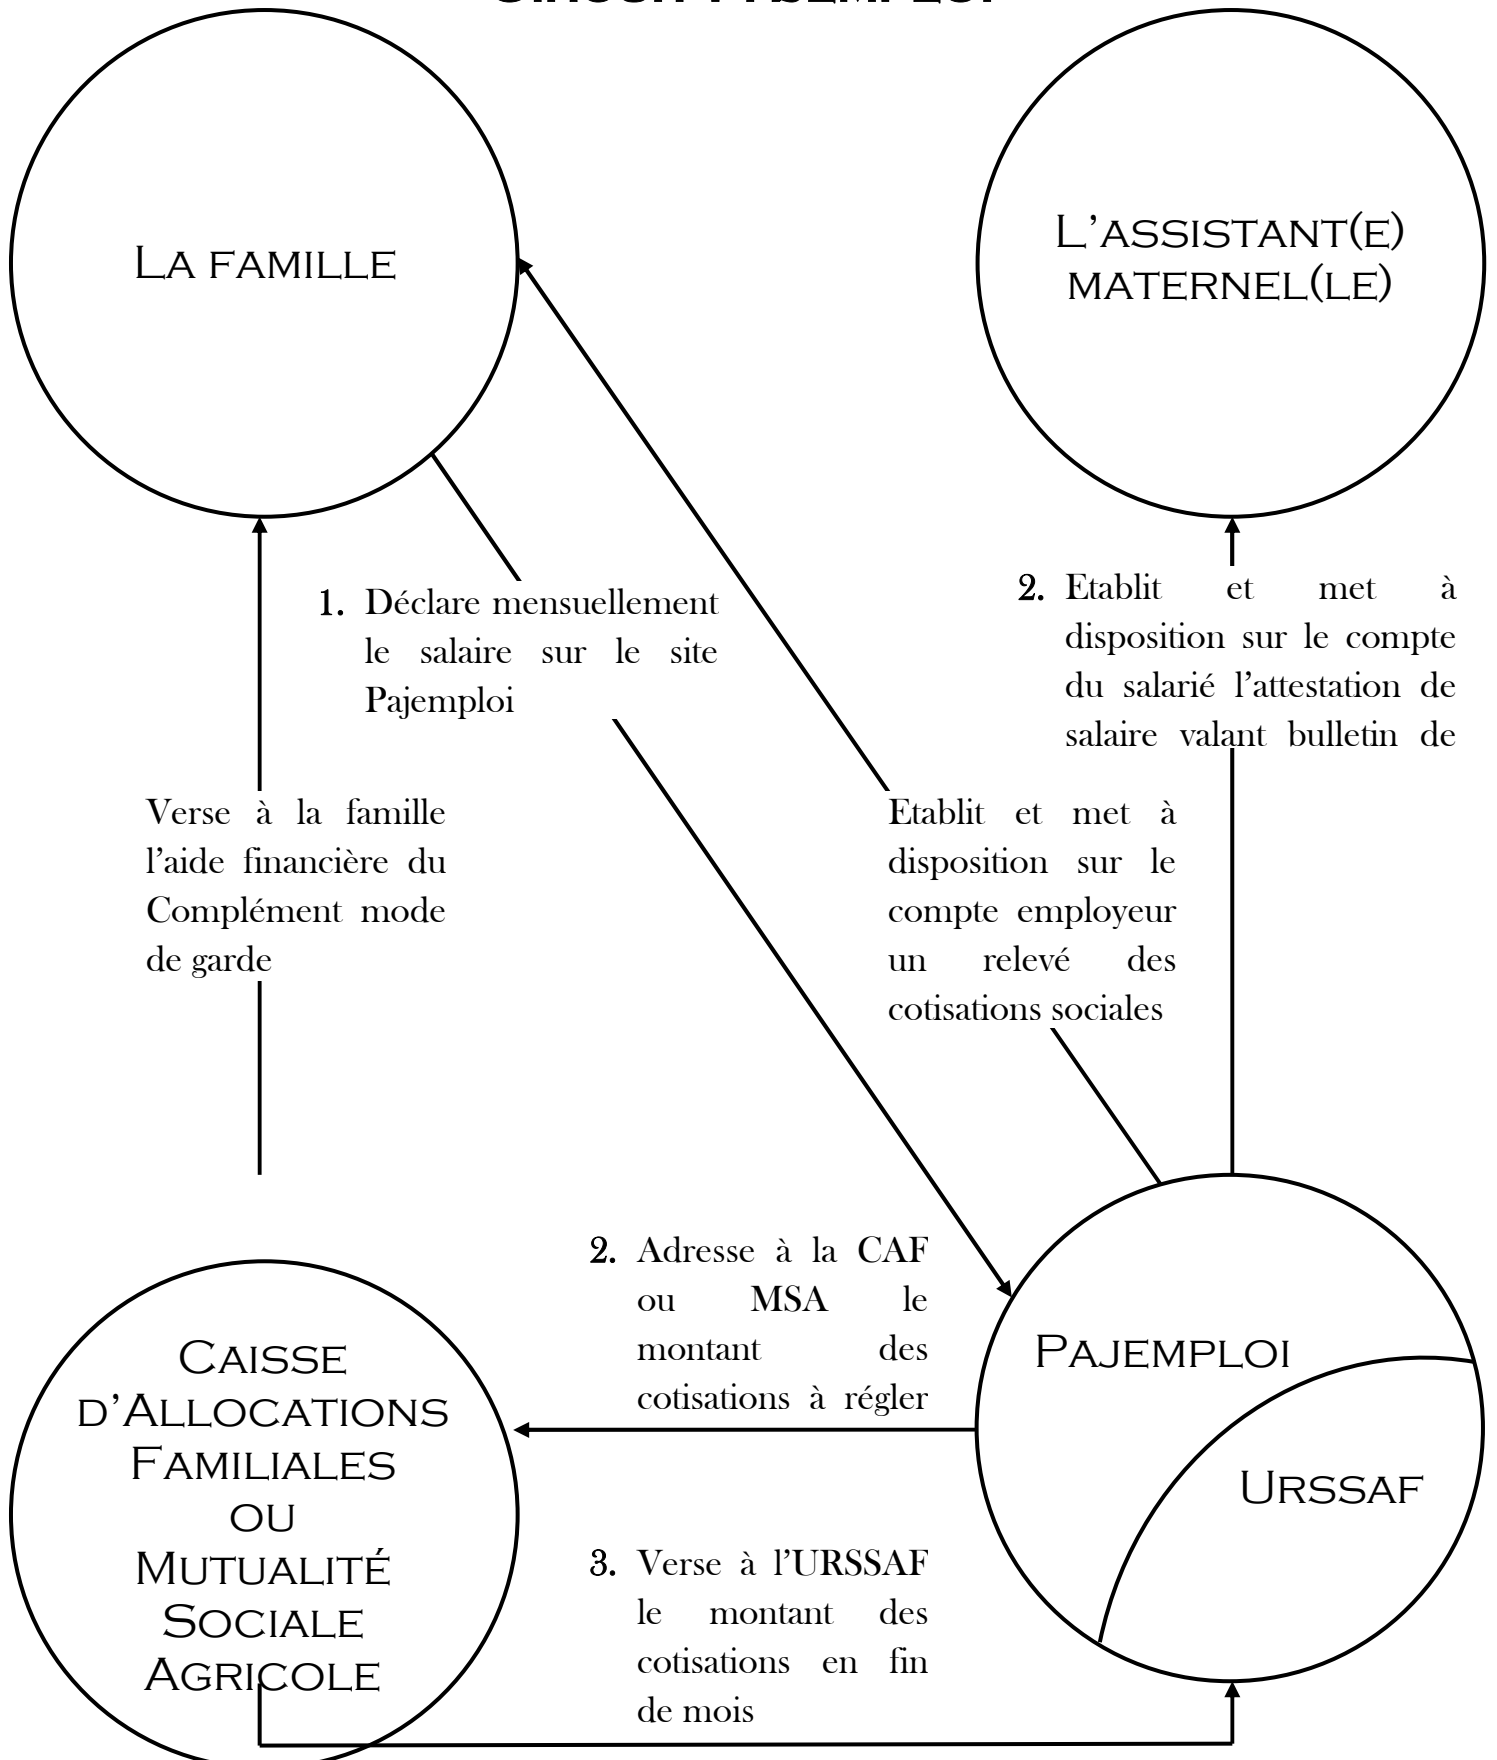 LA FAMILLE
L'ASSISTANT(E)
MATERNEL(LE)
1. Déclare mensuellement
le salaire sur le site
Pajemploi
2. Etablit et met à
disposition sur le compte
du salarié l'attestation de
salaire valant bulletin de
Verse à la famille
l'aide financière du
Complément mode
de garde
Etablit et met à
disposition sur le
compte employeur
un relevé des
cotisations sociales
2. Adresse à la CAF
ou MSA le
montant des
cotisations à régler
PAJEMPLOI
URSSAF
CAISSE
D'ALLOCATIONS
FAMILIALES
OU
MUTUALITÉ
SOCIALE
AGRICOLE
3. Verse à l'URSSAF
le montant des
cotisations en fin
de mois